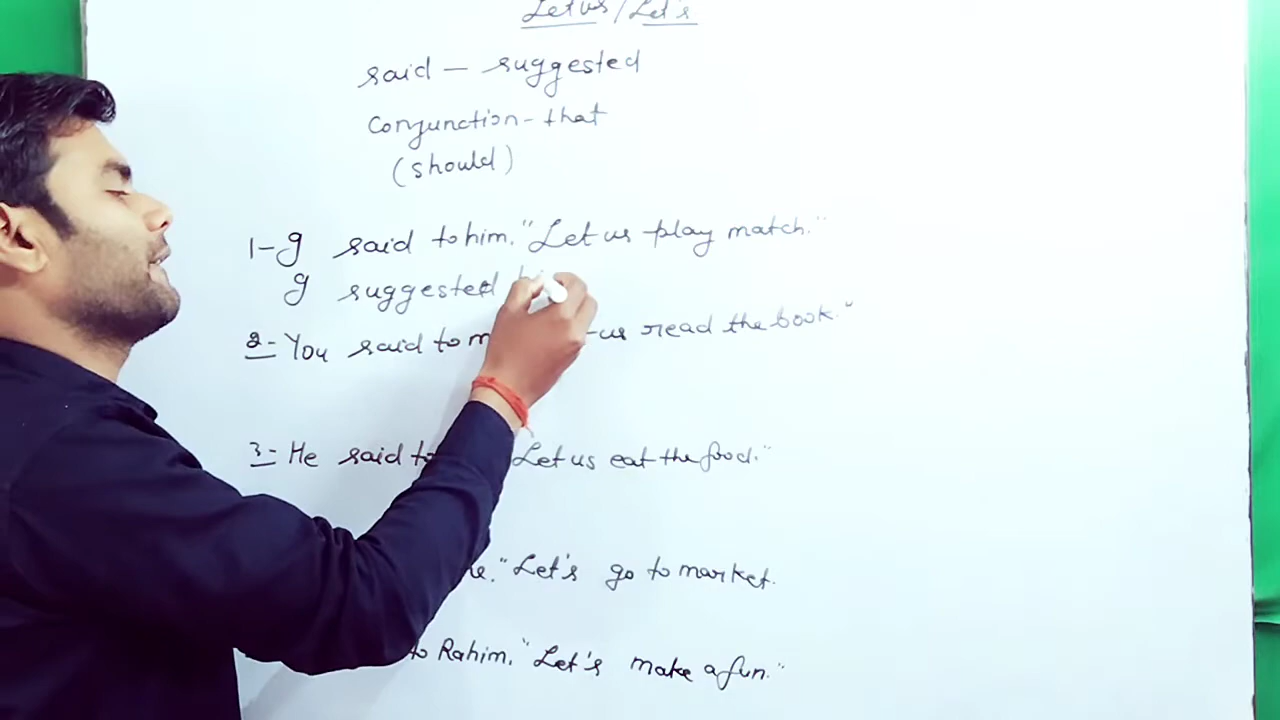 Let us / Let's
said — suggested
conjunction - that
(should)
1- I said to him. "Let us play match."
I suggested
2- You said to us read the book."
3- He said to Let us eat the food."
"Let's go to market.
to Rahim. "Let's make a fun."